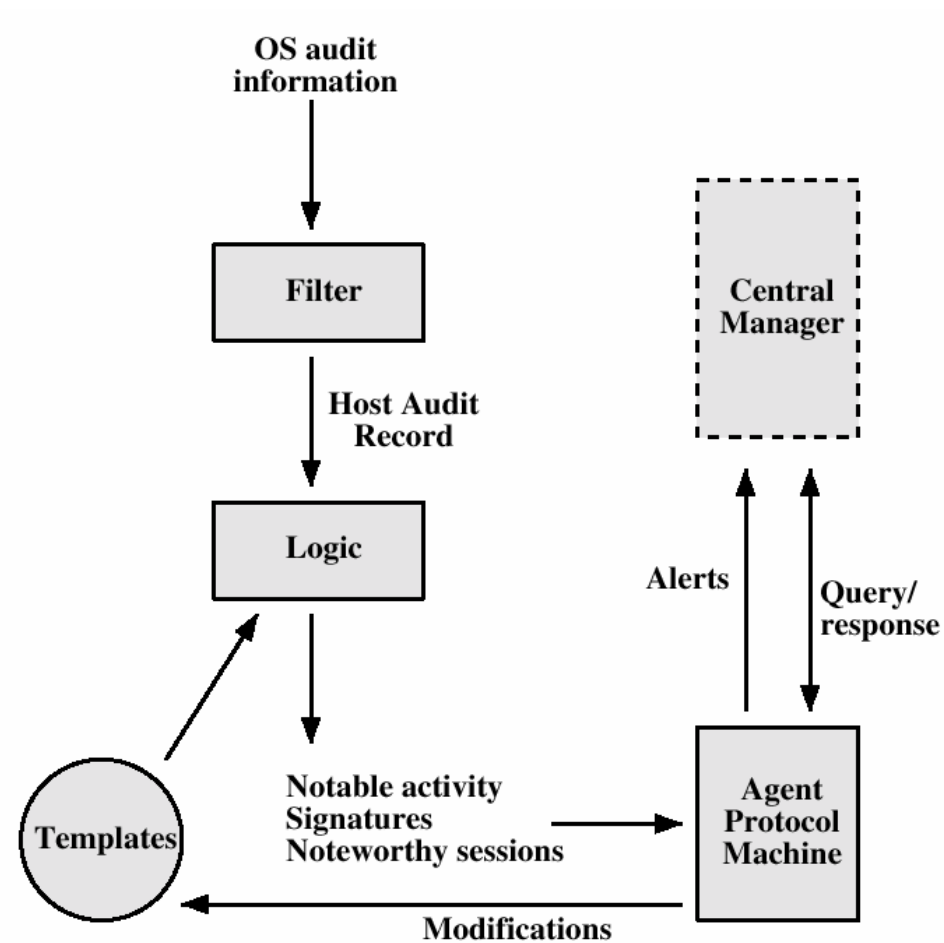 OS audit
information
Filter
Central
Manager
Host Audit
Record
Logic
Alerts
Query/
response
Templates
Notable activity
Signatures
Noteworthy sessions
Agent
Protocol
Machine
Modifications